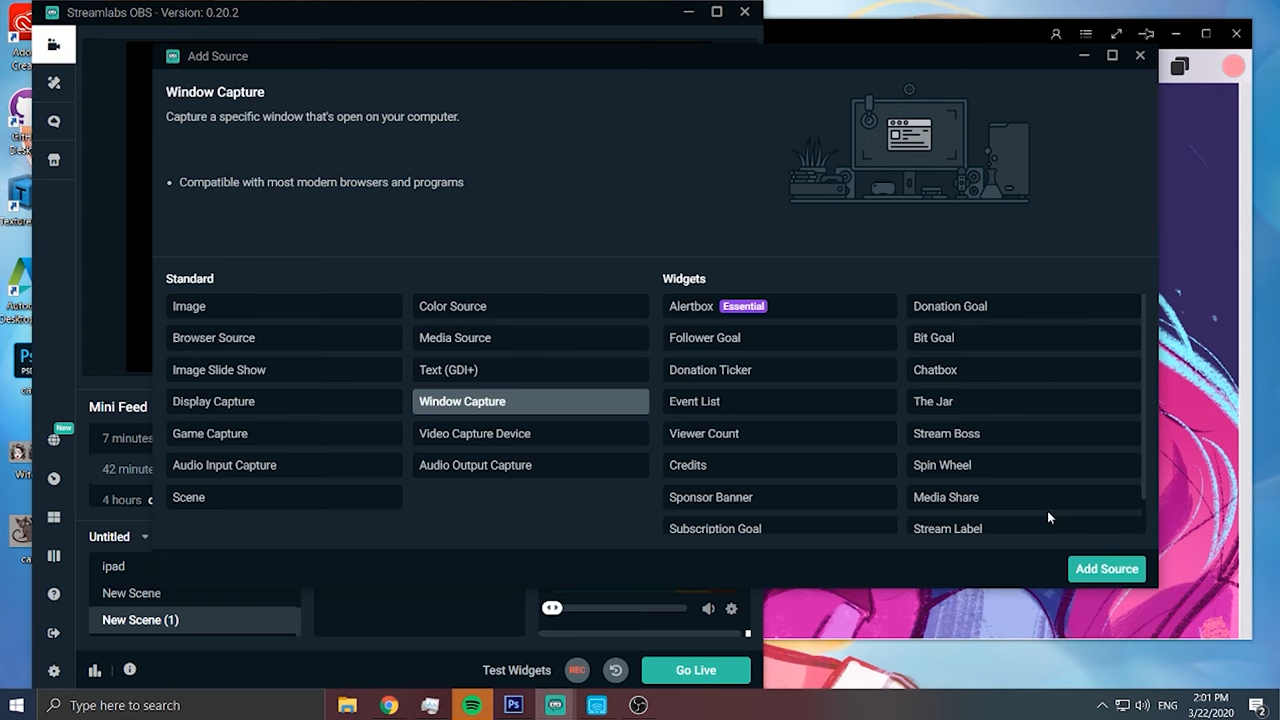 Streamlabs OBS - Version: 0.20.2
Add Source
Window Capture
Capture a specific window that's open on your computer.
• Compatible with most modern browsers and programs
Standard
Image
Color Source
Browser Source
Media Source
Image Slide Show
Text (GDI+)
Display Capture
Window Capture
Game Capture
Video Capture Device
Audio Input Capture
Audio Output Capture
Scene
Widgets
Alertbox Essential
Donation Goal
Follower Goal
Bit Goal
Donation Ticker
Chatbox
Event List
The Jar
Viewer Count
Stream Boss
Credits
Spin Wheel
Sponsor Banner
Media Share
Subscription Goal
Stream Label
Add Source
New
Mini Feed
7 minutes
42 minute
4 hours
Untitled
ipad
New Scene
New Scene (1)
Test Widgets
REC
Go Live
Ps
Type here to search
Ps
ENG
2:01 PM
3/22/2020
2